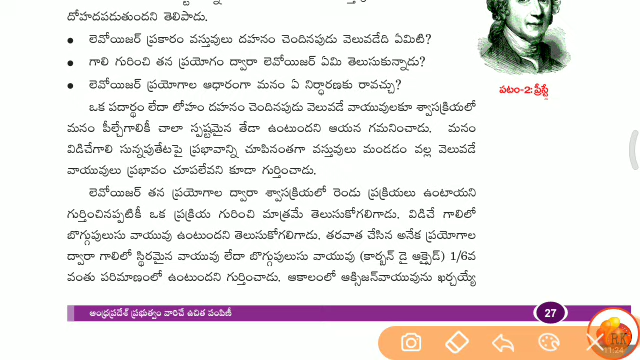 దోహదపడుతుందని తెలిపాడు.
• లెవోయిజర్ ప్రకారం వస్తువులు దహనం చెందినపుడు వెలువడేది ఏమిటి?
• గాలి గురించి తన ప్రయోగం ద్వారా లెవోయిజర్ ఏమి తెలుసుకున్నాడు?
• లెవోయిజర్ ప్రయోగాల ఆధారంగా మనం ఏ నిర్ధారణకు రావచ్చు?
పటం-2: ప్రీస్ట్లీ
ఒక పదార్థం లేదా లోహం దహనం చెందినపుడు వెలువడే వాయువులకూ శ్వాసక్రియలో
మనం పీల్చేగాలికీ చాలా స్పష్టమైన తేడా ఉంటుందని ఆయన గమనించాడు. మనం
విడిచేగాలి సున్నపుతేటపై ప్రభావాన్ని చూపినంతగా వస్తువులు మండడం వల్ల వెలువడే
వాయువులు ప్రభావం చూపలేవని కూడా గుర్తించాడు.
లెవోయిజర్ తన ప్రయోగాల ద్వారా శ్వాసక్రియలో రెండు ప్రక్రియలు ఉంటాయని
గుర్తించినప్పటికీ ఒక ప్రక్రియ గురించి మాత్రమే తెలుసుకోగలిగాడు. విడిచే గాలిలో
బొగ్గుపులుసు వాయువు ఉంటుందని తెలుసుకోగలిగాడు. తరవాత చేసిన అనేక ప్రయోగాల
ద్వారా గాలిలో స్థిరమైన వాయువు లేదా బొగ్గుపులుసు వాయువు (కార్బన్ డై ఆక్సైడ్) 1/6వ
వంతు పరిమాణంలో ఉంటుందని గుర్తించాడు. ఆకాలంలో ఆక్సిజన్‌వాయువును ఖర్చయ్యే
ఆంధ్రప్రదేశ్ ప్రభుత్వం వారిచే ఉచిత పంపిణీ
27
RK
11:24